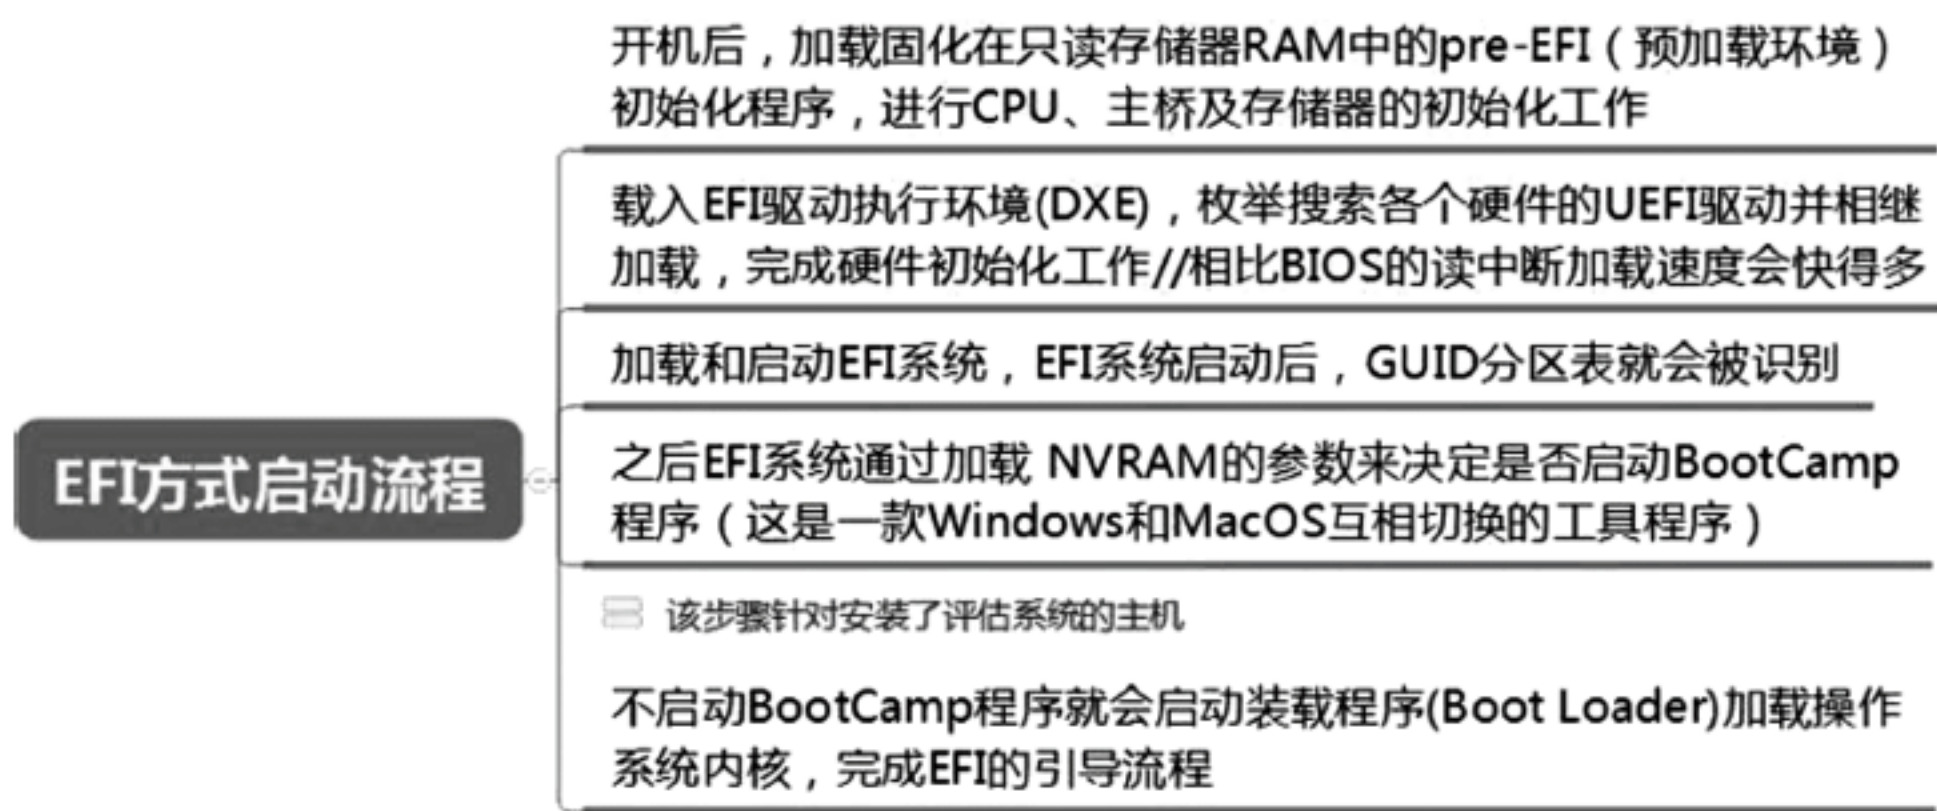 开机后，加载固化在只读存储器RAM中的pre-EFI（预加载环境）
初始化程序，进行CPU、主桥及存储器的初始化工作
载入EFI驱动执行环境(DXE)，枚举搜索各个硬件的UEFI驱动并相继
加载，完成硬件初始化工作//相比BIOS的读中断加载速度会快得多
加载和启动EFI系统，EFI系统启动后，GUID分区表就会被识别
EFI方式启动流程
之后EFI系统通过加载 NVRAM的参数来决定是否启动BootCamp
程序（这是一款Windows和MacOS互相切换的工具程序）
该步骤针对安装了评估系统的主机
不启动BootCamp程序就会启动装载程序(Boot Loader)加载操作
系统内核，完成EFI的引导流程